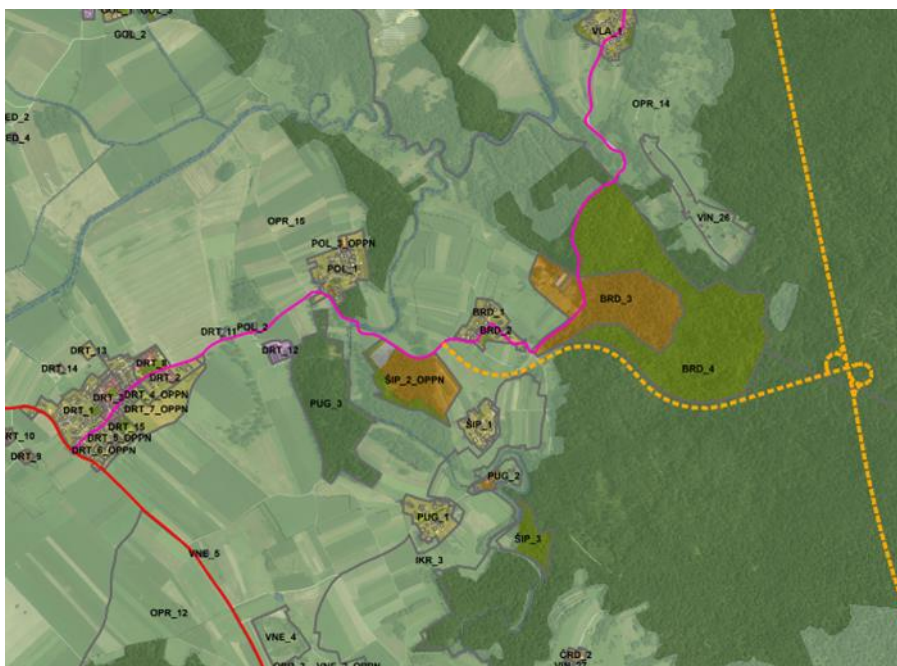 GOL_2
VLA_1
ED_2
ED_4
OPR_14
VIN_26
OPR_15
POL_3_OPPN
POL_1
BRD_3
BRD_1
BRD_2
DRT_11
POL_2
DRT_13
DRT_12
DRT_14
DRT_2
BRD_4
ŠIP_2_OPPN
DRT_4_OPPN
DRT_7_OPPN
DRT_1
PUG_3
ŠIP_1
DRT_15
DRT_5_OPPN
DRT_6_OPPN
RT_10
DRT_9
PUG_2
PUG_1
ŠIP_3
VNE_5
IKR_3
OPR_12
VNE_4
ČRD_2